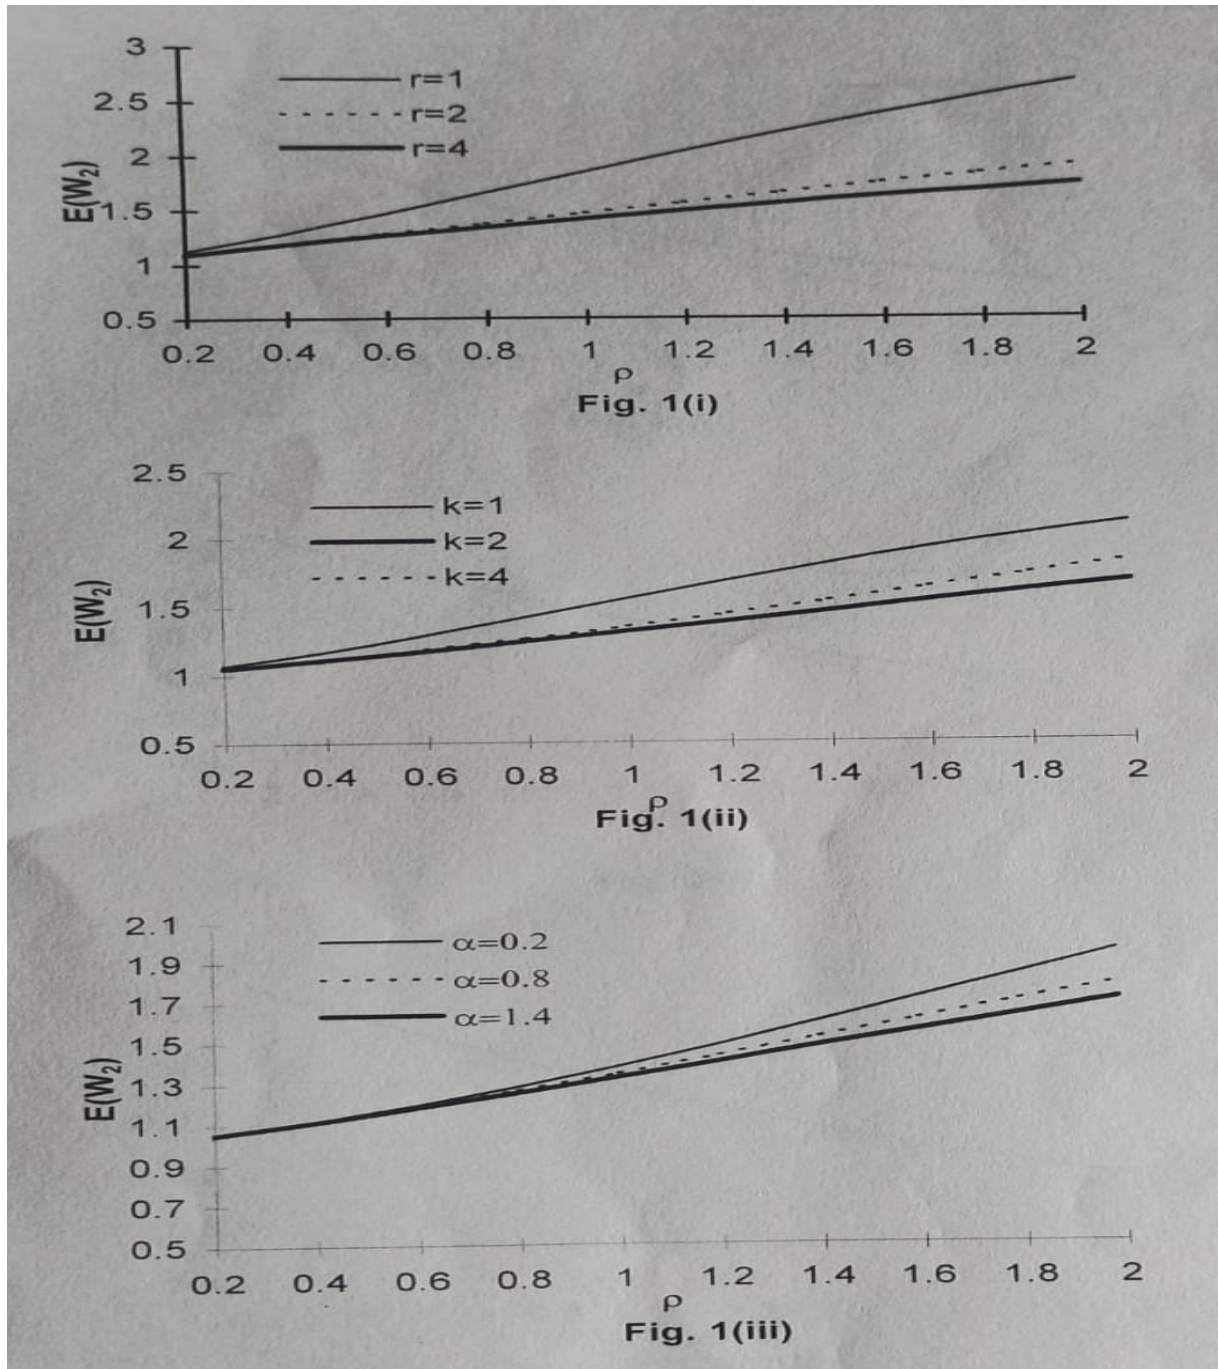 3
r=1
2.5
r=2
2
r=4
E(W₂)
1.5
1
0.5
0.2 0.4 0.6 0.8 1 1.2 1.4 1.6 1.8 2
ρ
Fig. 1(i)
2.5
k=1
2
k=2
k=4
E(W₂)
1.5
1
0.5
0.2 0.4 0.6 0.8 1 1.2 1.4 1.6 1.8 2
ρ
Fig. 1(ii)
2.1
α=0.2
1.9
α=0.8
1.7
α=1.4
1.5
E(W₂)
1.3
1.1
0.9
0.7
0.5
0.2 0.4 0.6 0.8 1 1.2 1.4 1.6 1.8 2
ρ
Fig. 1(iii)